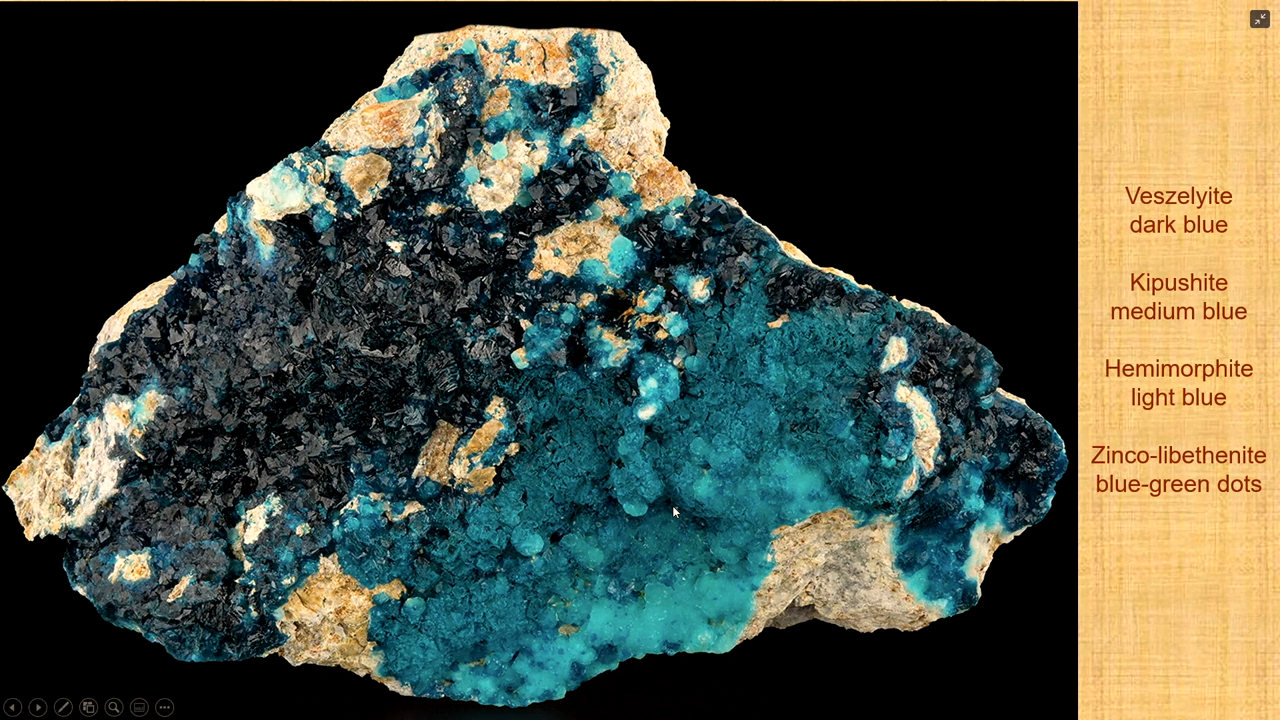 Veszelyite
dark blue
Kipushite
medium blue
Hemimorphite
light blue
Zinco-libethenite
blue-green dots